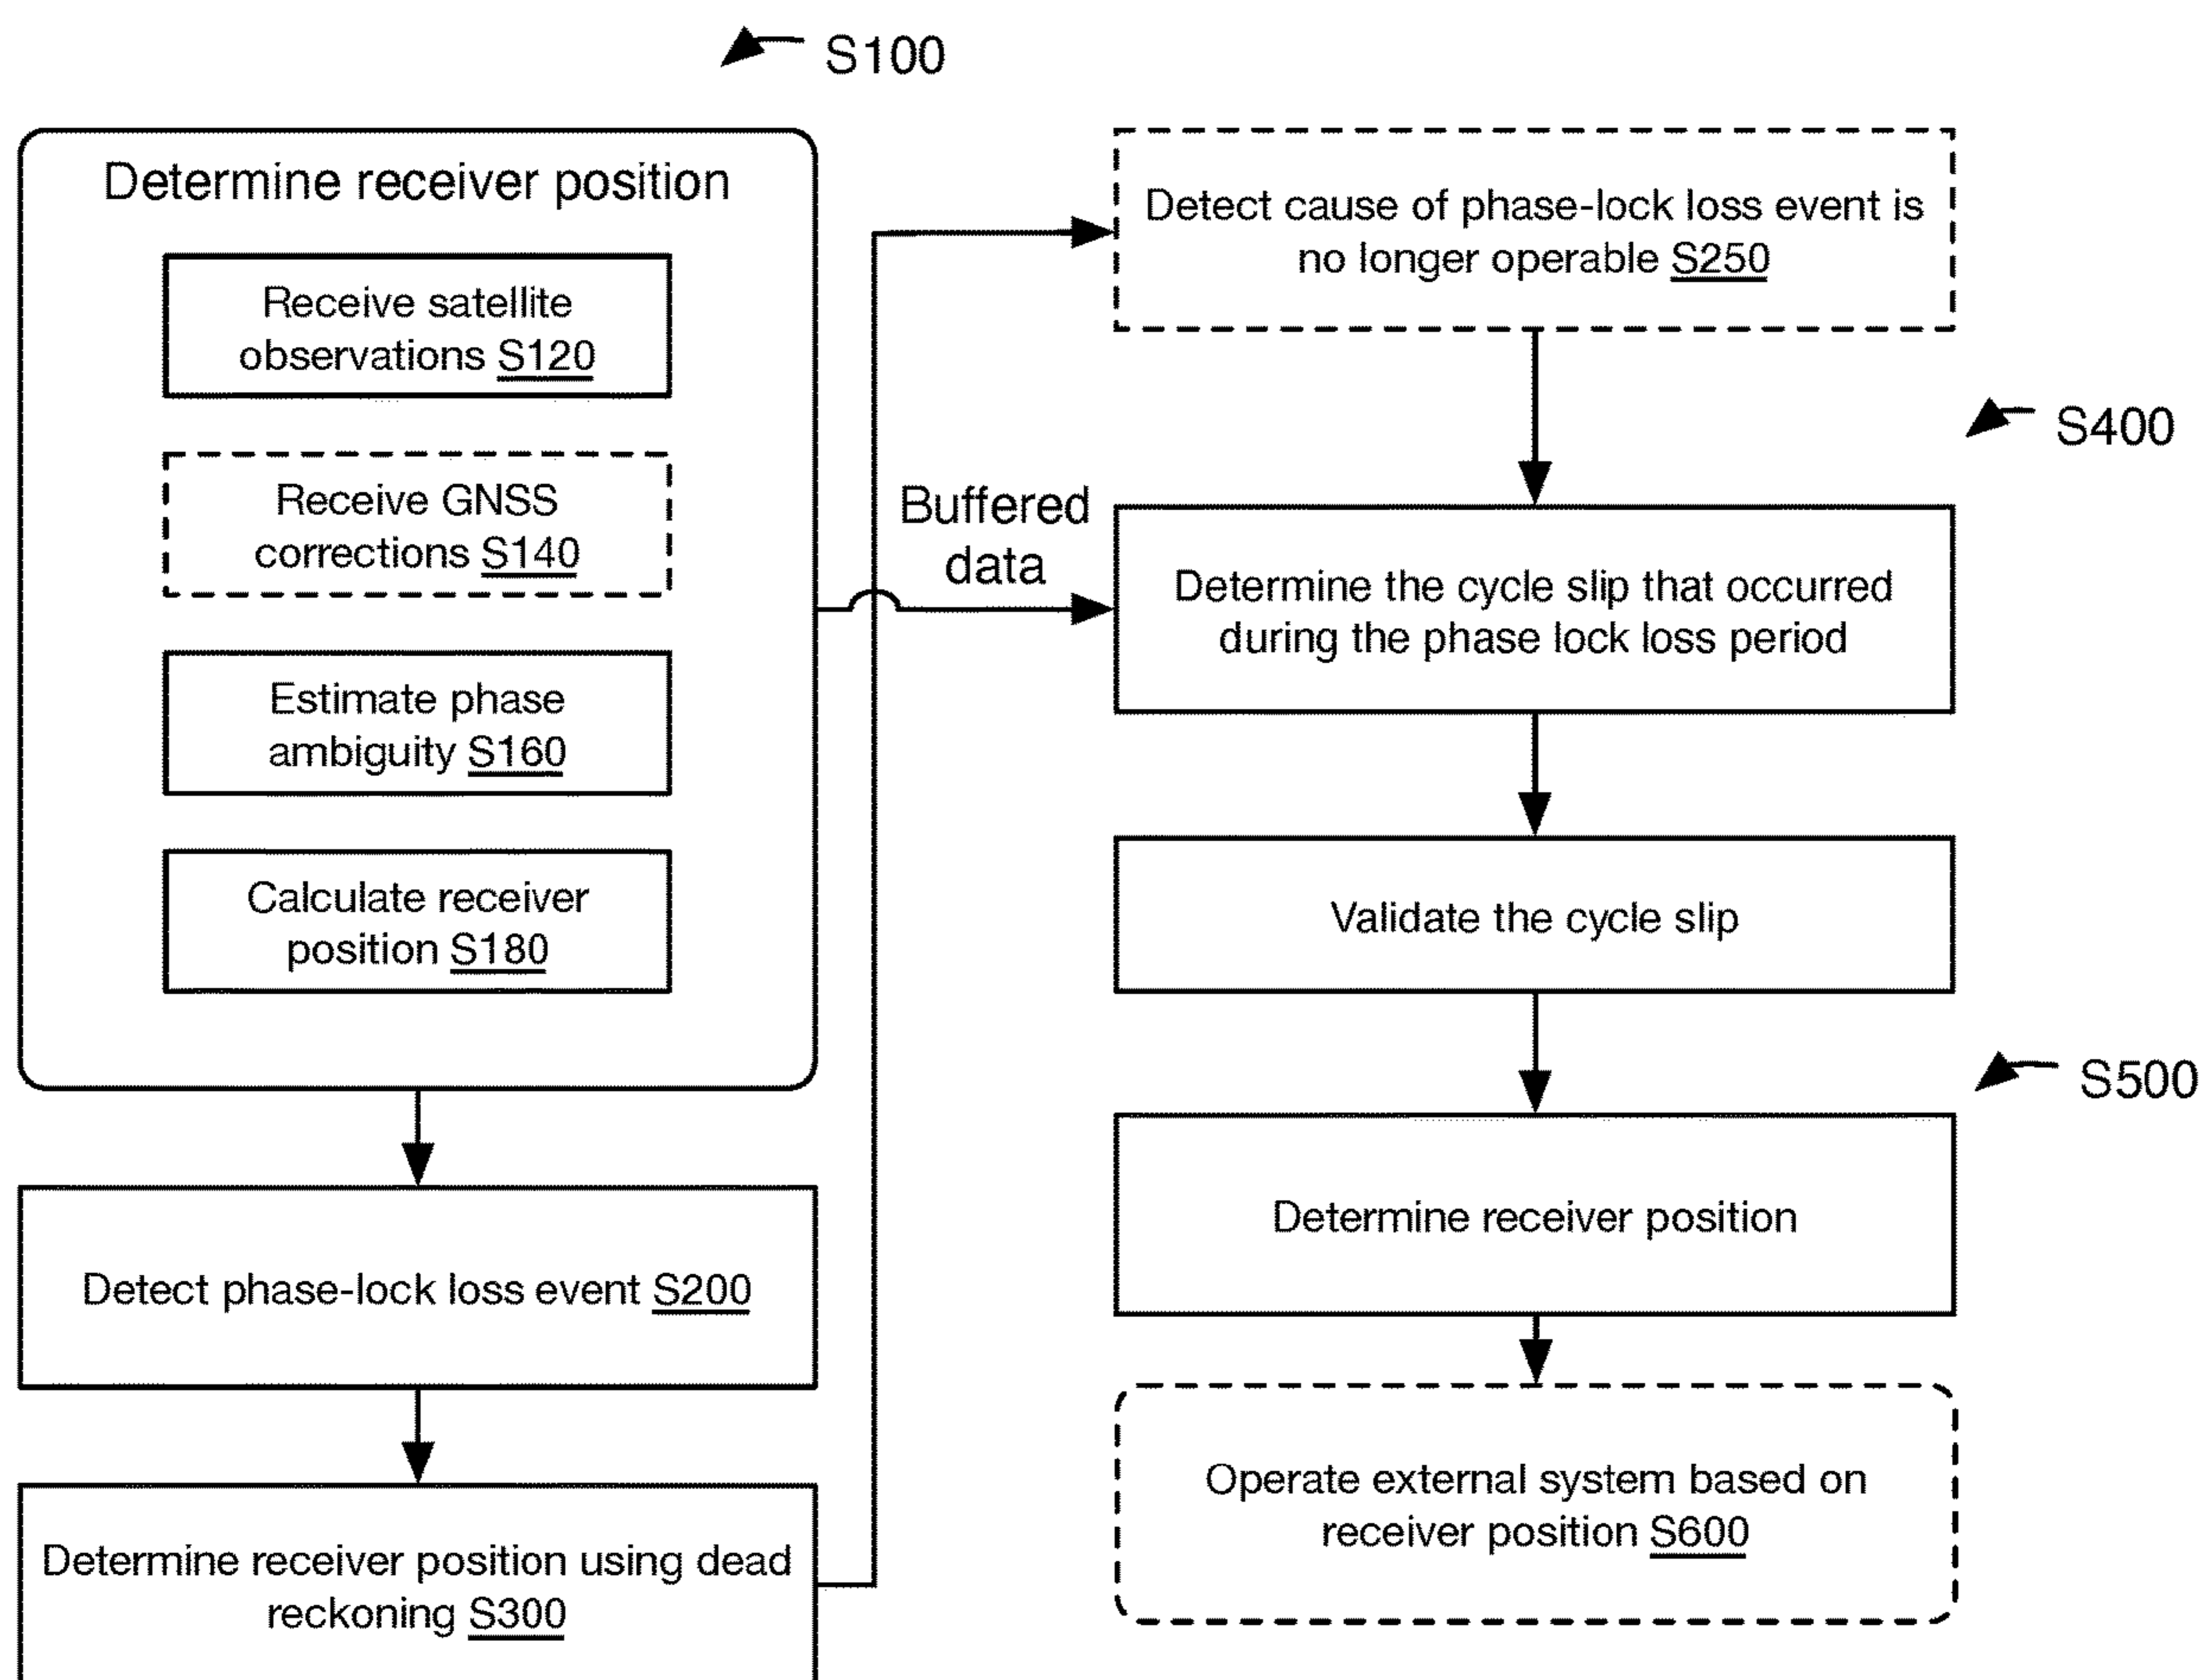 S100
Determine receiver position
Receive satellite
observations S120
Receive GNSS
corrections S140
Estimate phase
ambiguity S160
Calculate receiver
position S180
Detect phase-lock loss event S200
Determine receiver position using dead
reckoning S300
Buffered
data
Detect cause of phase-lock loss event is
no longer operable S250
S400
Determine the cycle slip that occurred
during the phase lock loss period
Validate the cycle slip
S500
Determine receiver position
Operate external system based on
receiver position S600